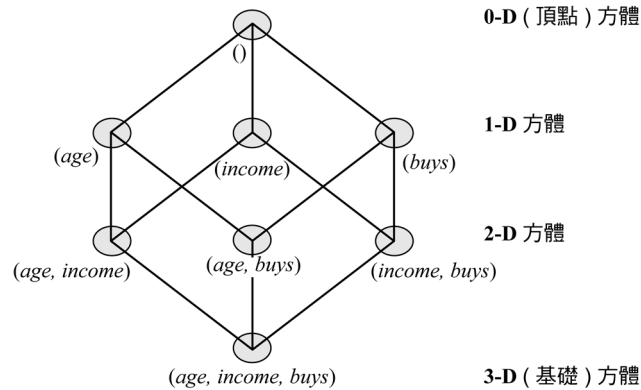 0-D ( 頂點 ) 方體
()
1-D 方體
(age)
(income)
(buys)
2-D 方體
(age, income)
(age, buys)
(income, buys)
(age, income, buys)
3-D ( 基礎 ) 方體